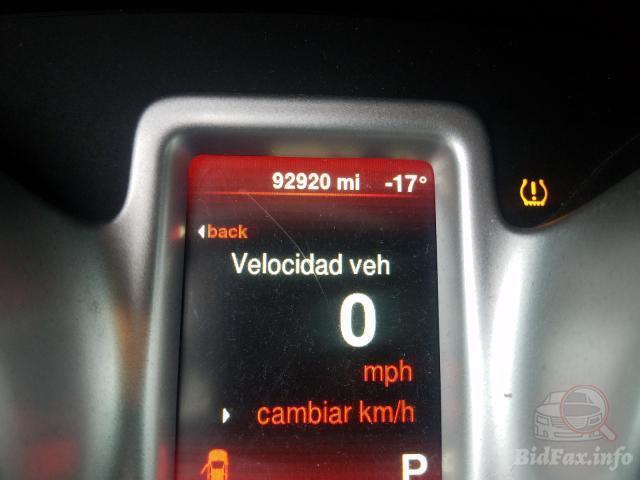 92920 mi -17°
back
Velocidad veh
0
mph
cambiar km/h
P
BidFax.info